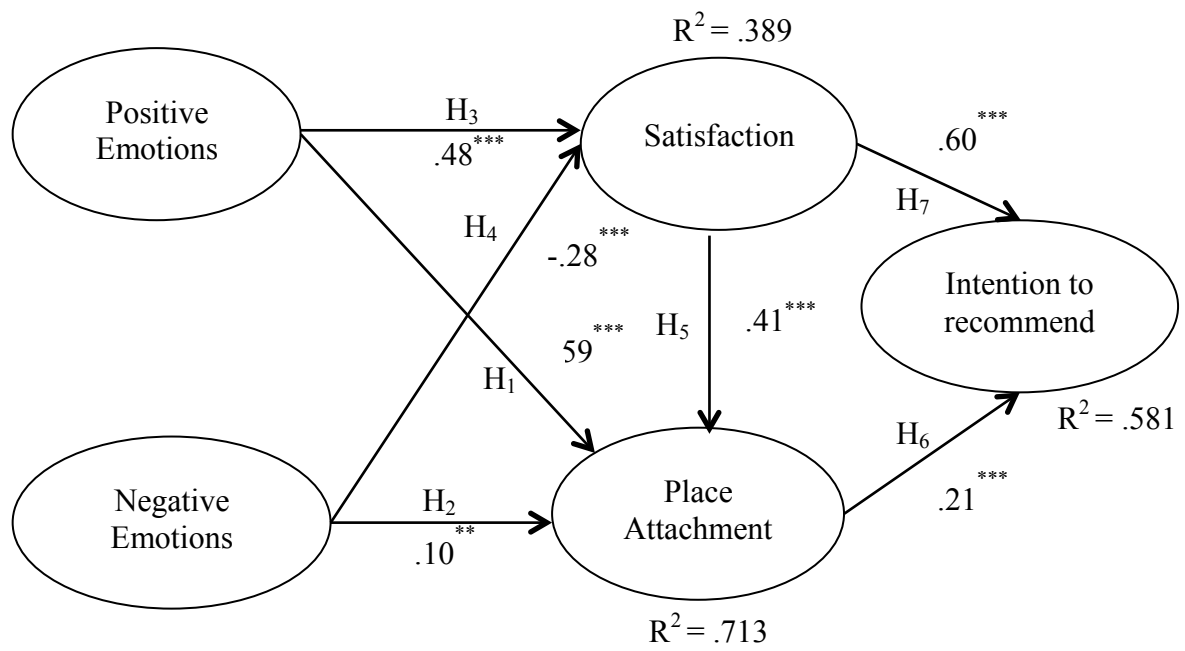 R² = .389
Positive
Emotions
H₃
.48***
Satisfaction
.60***
H₇
H₄
-.28***
Intention to
recommend
H₅
.41***
59***
H₁
R² = .581
H₆
Negative
Emotions
H₂
.10**
Place
Attachment
.21***
R² = .713